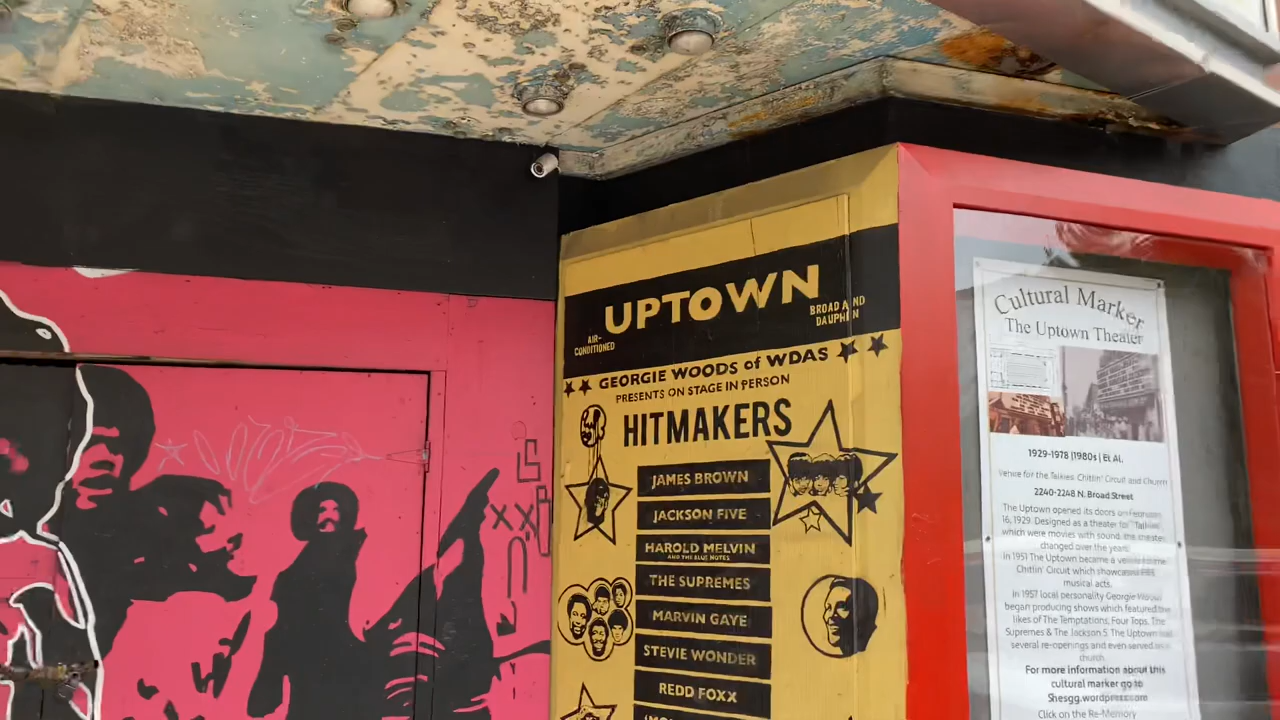 UPTOWN
AIR-
CONDITIONED
BROAD AND
DAUPHIN
GEORGIE WOODS of WDAS
PRESENTS ON STAGE IN PERSON
HITMAKERS
JAMES BROWN
JACKSON FIVE
HAROLD MELVIN
AND THE BLUE NOTES
THE SUPREMES
MARVIN GAYE
STEVIE WONDER
REDD FOXX
Cultural Marker
The Uptown Theater
1929-1978 |1980s | Et Al.
Venue for the Talkies, Chitlin' Circuit and Church
2240-2248 N. Broad Street
The Uptown opened its doors on February
16, 1929. Designed as a theater for "Talkies"
which were movies with sound, the theater
changed over the years.
In 1951 The Uptown became a venue for the
Chitlin' Circuit which showcased
musical acts.
In 1957 local personality Georgie Woods
began producing shows which featured the
likes of The Temptations, Four Tops, The
Supremes & The Jackson 5. The Uptown had
several re-openings and even served as a
church.
For more information about this
cultural marker go to
Shesgg.wordpress.com
Click on the Re-Memory